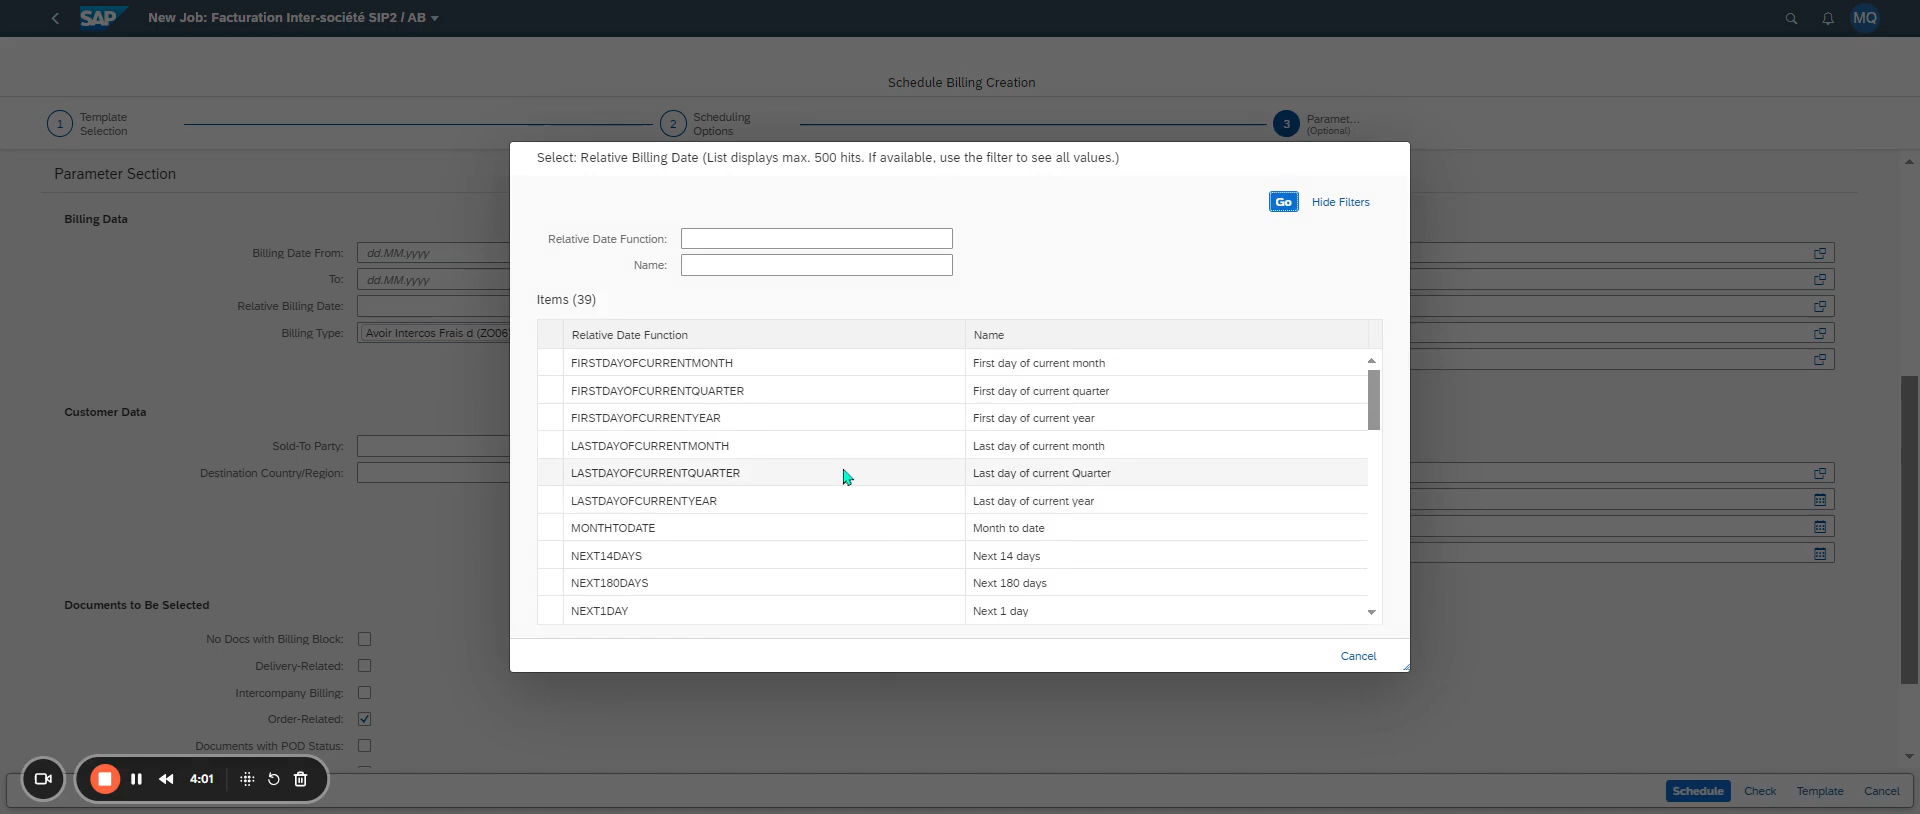 SAP
New Job: Facturation Inter-société SIP2 / AB
MQ
Schedule Billing Creation
1 Template Selection
2 Scheduling Options
3 Paramet... (Optional)
Parameter Section
Billing Data
Billing Date From: dd.MM.yyyy
To: dd.MM.yyyy
Relative Billing Date:
Billing Type: Avoir Intercos Frais d (ZO06
Customer Data
Sold-To Party:
Destination Country/Region:
Documents to Be Selected
No Docs with Billing Block:
Delivery-Related:
Intercompany Billing:
Order-Related:
Documents with POD Status:
Select: Relative Billing Date (List displays max. 500 hits. If available, use the filter to see all values.)
Go Hide Filters
Relative Date Function:
Name:
Items (39)
Relative Date Function Name
FIRSTDAYOFCURRENTMONTH First day of current month
FIRSTDAYOFCURRENTQUARTER First day of current quarter
FIRSTDAYOFCURRENTYEAR First day of current year
LASTDAYOFCURRENTMONTH Last day of current month
LASTDAYOFCURRENTQUARTER Last day of current Quarter
LASTDAYOFCURRENTYEAR Last day of current year
MONTHTODATE Month to date
NEXT14DAYS Next 14 days
NEXT180DAYS Next 180 days
NEXT1DAY Next 1 day
Cancel
4:01
Schedule Check Template Cancel